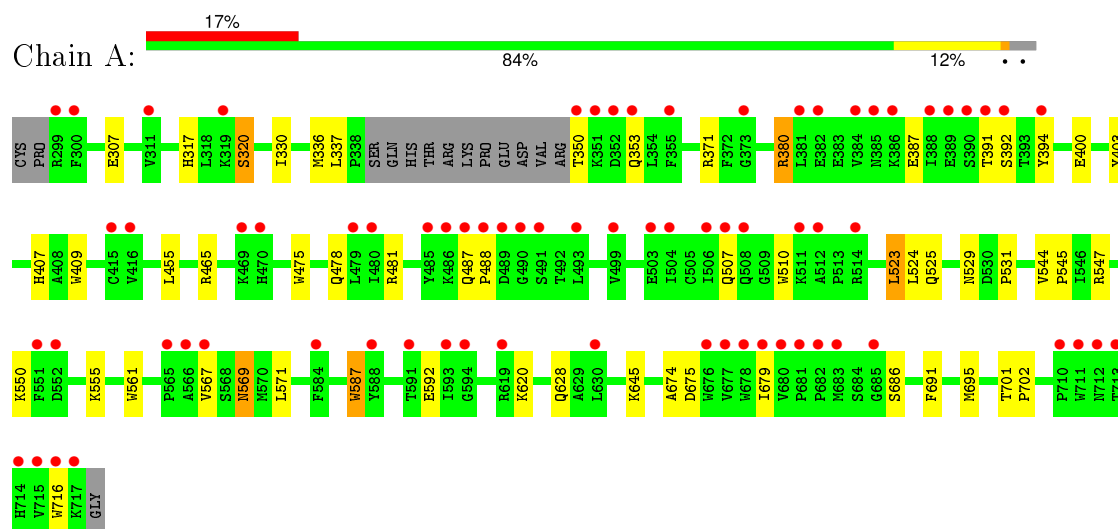 17%
Chain A:
84% 12% • •
CYS PRO R299 F300 E307 V311 H317 L318 K319 S320 I330 M336 L337 P338 SER GLN HIS THR ARG LYS PRO GLU ASP VAL ARG T350 K351 D352 Q353 L354 F355 R371 F372 G373 R380 L381 E382 E383 V384 N385 K386 E387 I388 E389 S390 T391 S392 T393 Y394 E400 Y403
H407 A408 W409 C415 V416 L455 R465 K469 H470 W475 Q478 L479 I480 R481 Y485 K486 Q487 P488 D489 G490 S491 T492 L493 V499 E503 I504 C505 I506 Q507 Q508 G509 W510 K511 A512 P513 R514 L523 L524 Q525 N529 D530 P531 V544 P545 I546 R547
K550 F551 D552 K555 W561 P565 A566 V567 S568 N569 M570 L571 F584 W587 Y588 T591 E592 I593 G594 R619 K620 Q628 A629 L630 K645 A674 D675 W676 V677 W678 I679 V680 P681 P682 M683 S684 G685 S686 F691 M695 T701 P702 P710 W711 N712 T713
H714 V715 W716 K717 GLY